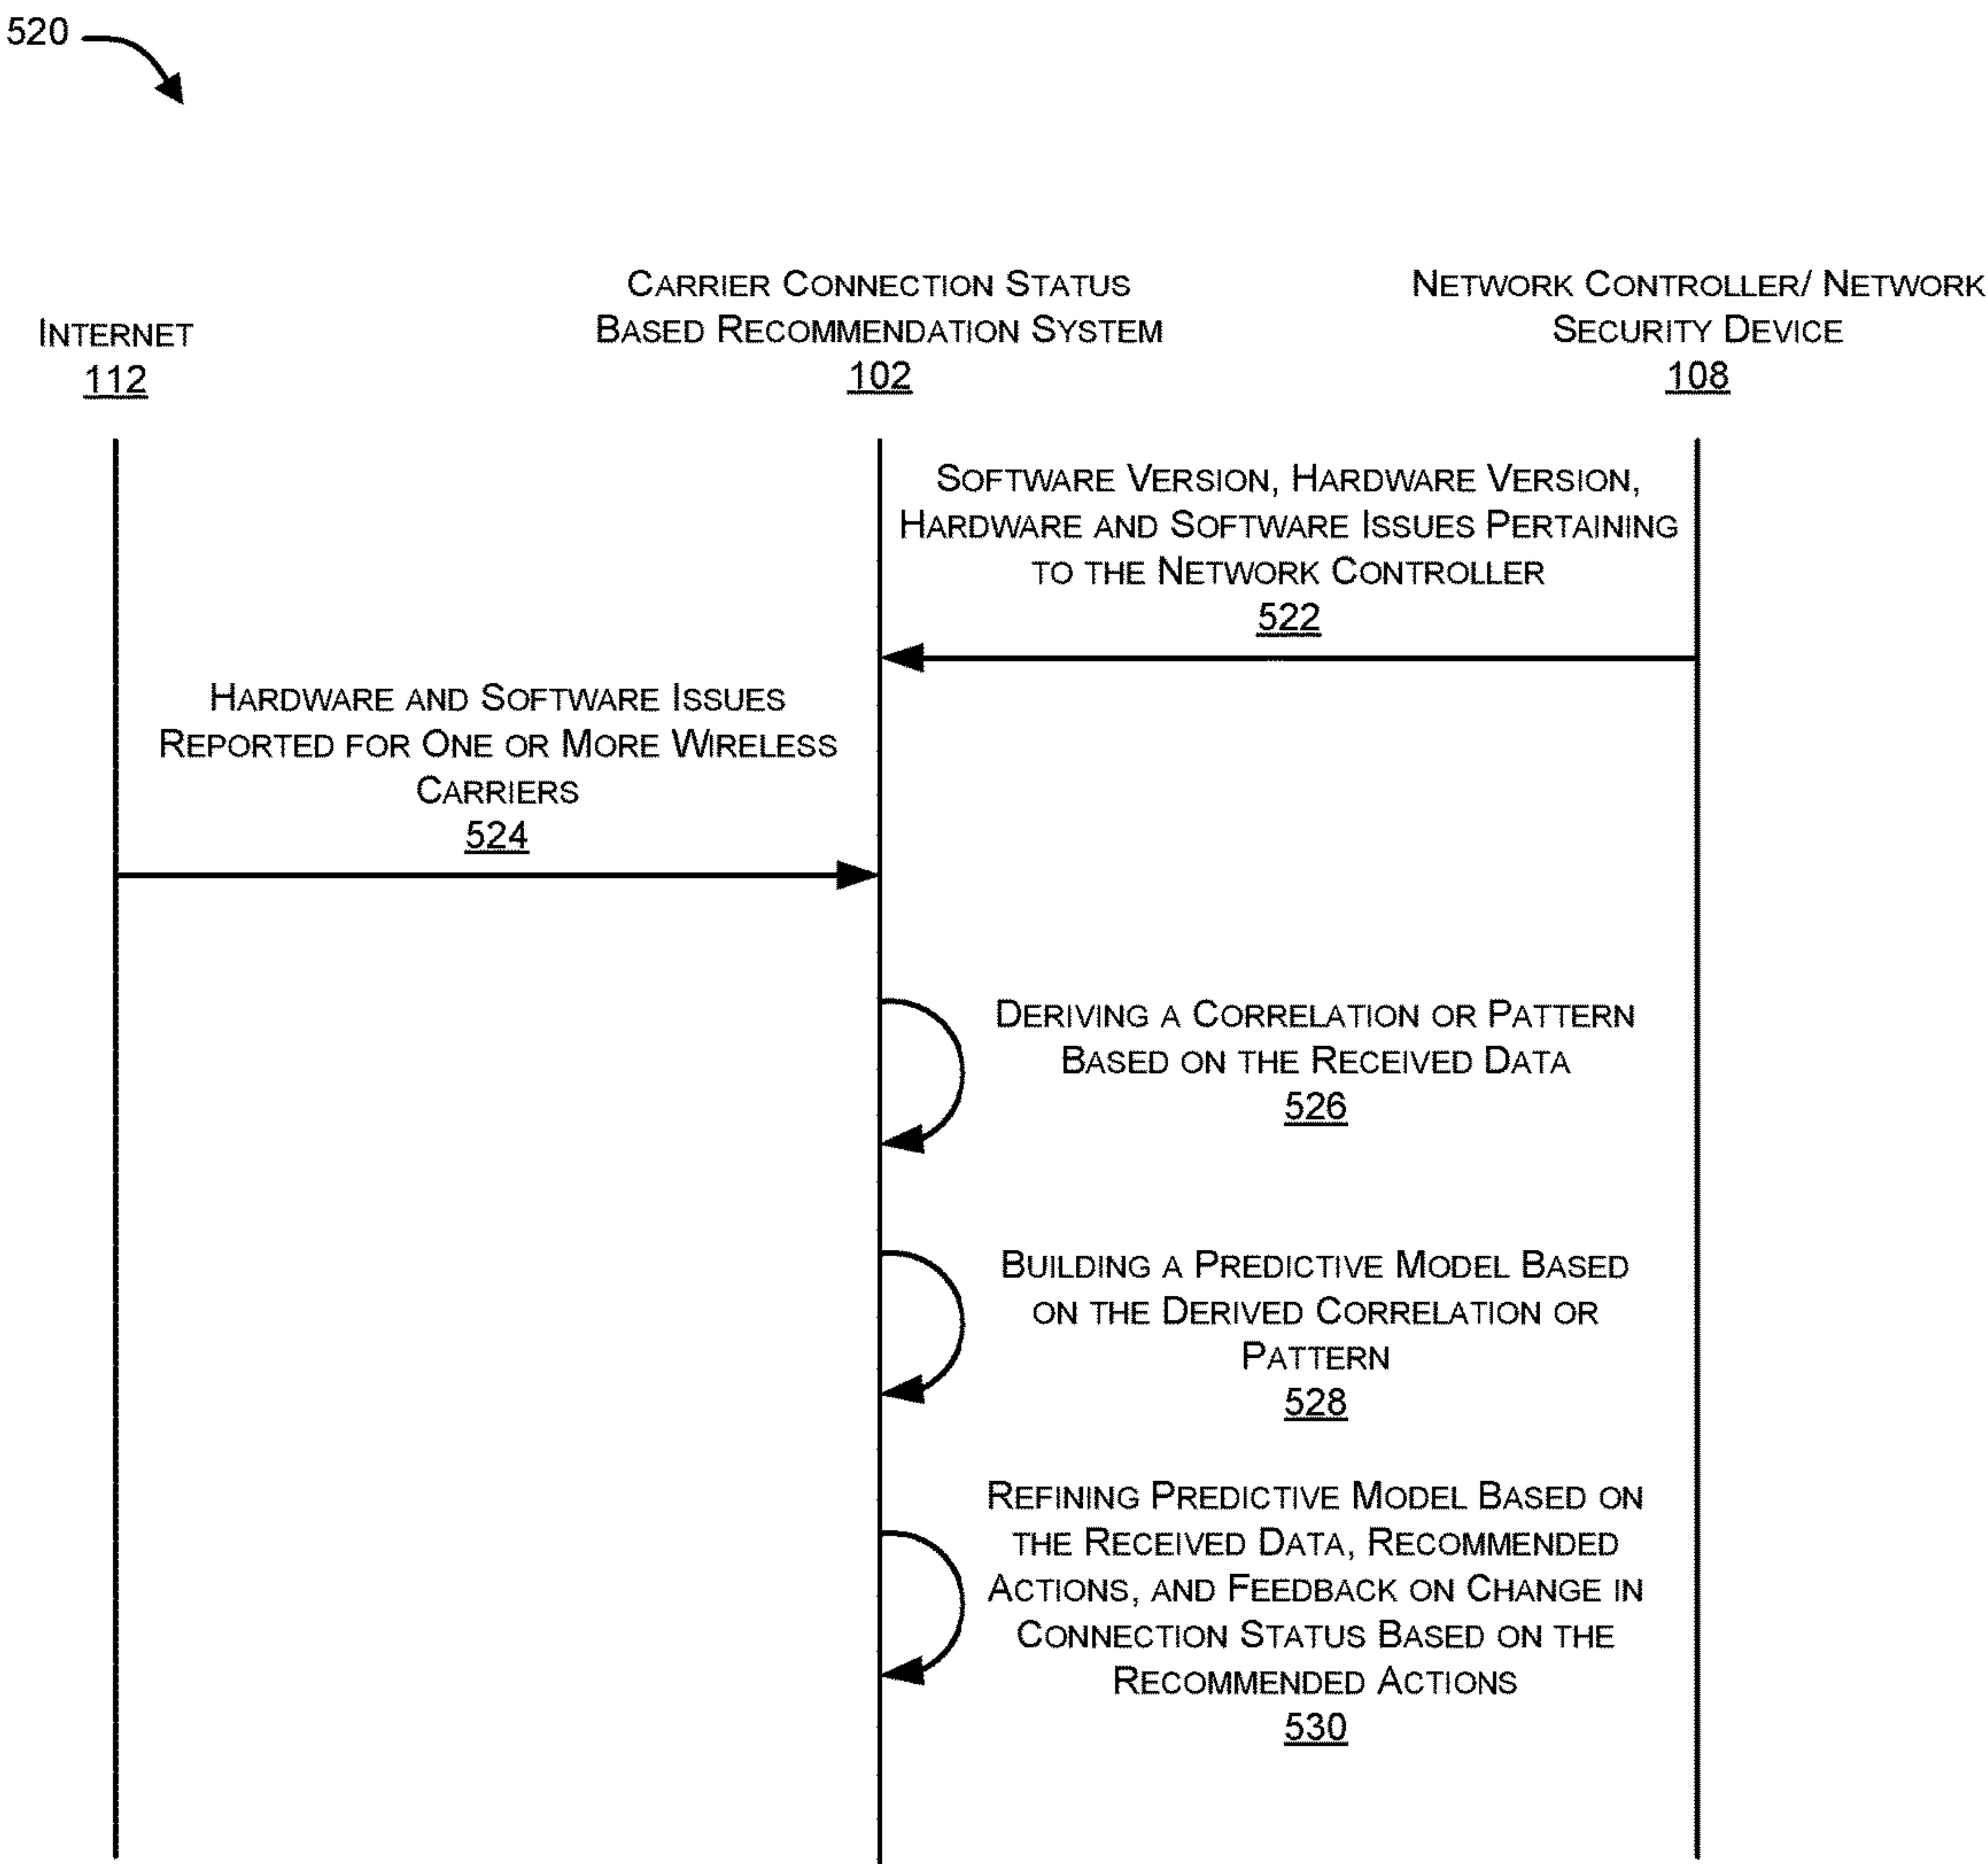 520
INTERNET
112
CARRIER CONNECTION STATUS
BASED RECOMMENDATION SYSTEM
102
NETWORK CONTROLLER/ NETWORK
SECURITY DEVICE
108
SOFTWARE VERSION, HARDWARE VERSION,
HARDWARE AND SOFTWARE ISSUES PERTAINING
TO THE NETWORK CONTROLLER
522
HARDWARE AND SOFTWARE ISSUES
REPORTED FOR ONE OR MORE WIRELESS
CARRIERS
524
DERIVING A CORRELATION OR PATTERN
BASED ON THE RECEIVED DATA
526
BUILDING A PREDICTIVE MODEL BASED
ON THE DERIVED CORRELATION OR
PATTERN
528
REFINING PREDICTIVE MODEL BASED ON
THE RECEIVED DATA, RECOMMENDED
ACTIONS, AND FEEDBACK ON CHANGE IN
CONNECTION STATUS BASED ON THE
RECOMMENDED ACTIONS
530